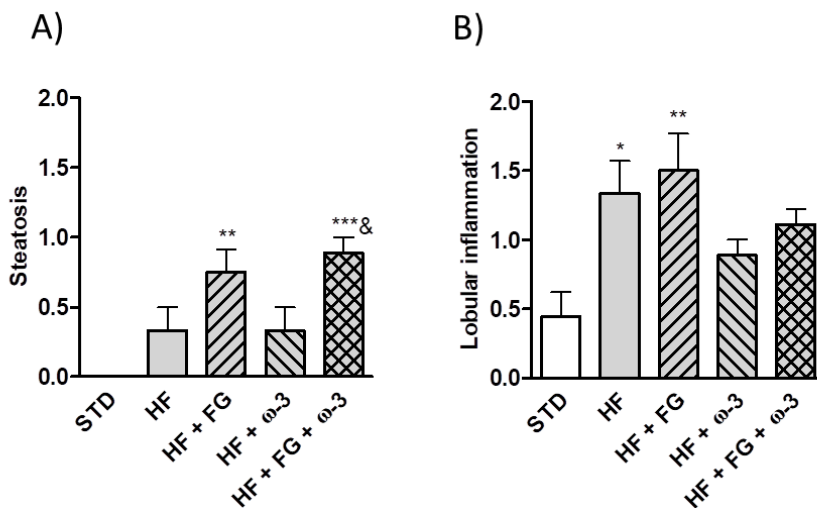 A)
Steatosis
2.0
1.5
1.0
0.5
0.0
**
***&
STD
HF
HF + FG
HF + ω-3
HF + FG + ω-3
B)
Lobular inflammation
2.0
1.5
1.0
0.5
0.0
*
**
STD
HF
HF + FG
HF + ω-3
HF + FG + ω-3